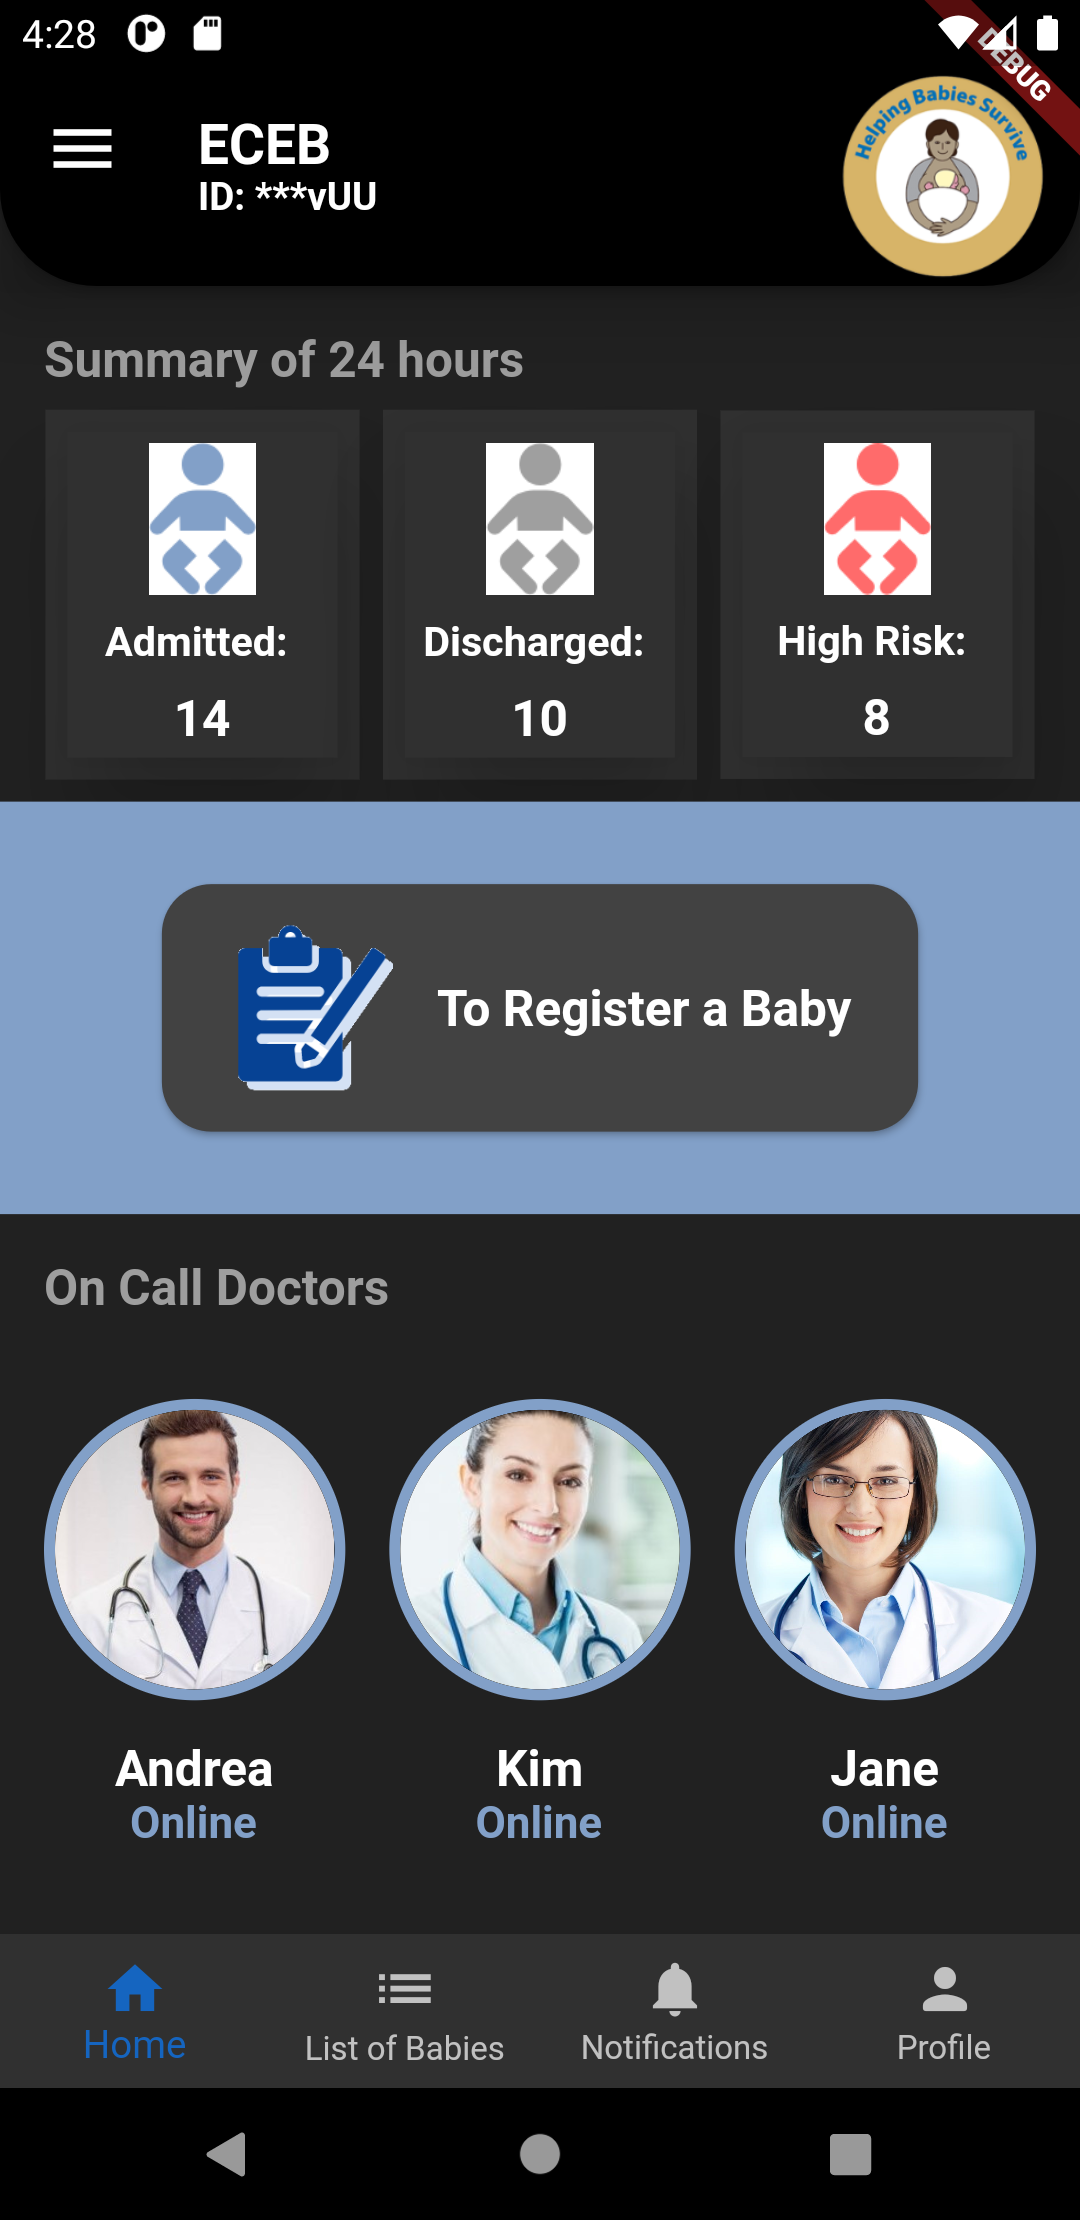 4:28
DEBUG
ECEB
ID: ***vUU
Helping Babies Survive
Summary of 24 hours
Admitted:
14
Discharged:
10
High Risk:
8
To Register a Baby
On Call Doctors
Andrea
Online
Kim
Online
Jane
Online
Home
List of Babies
Notifications
Profile